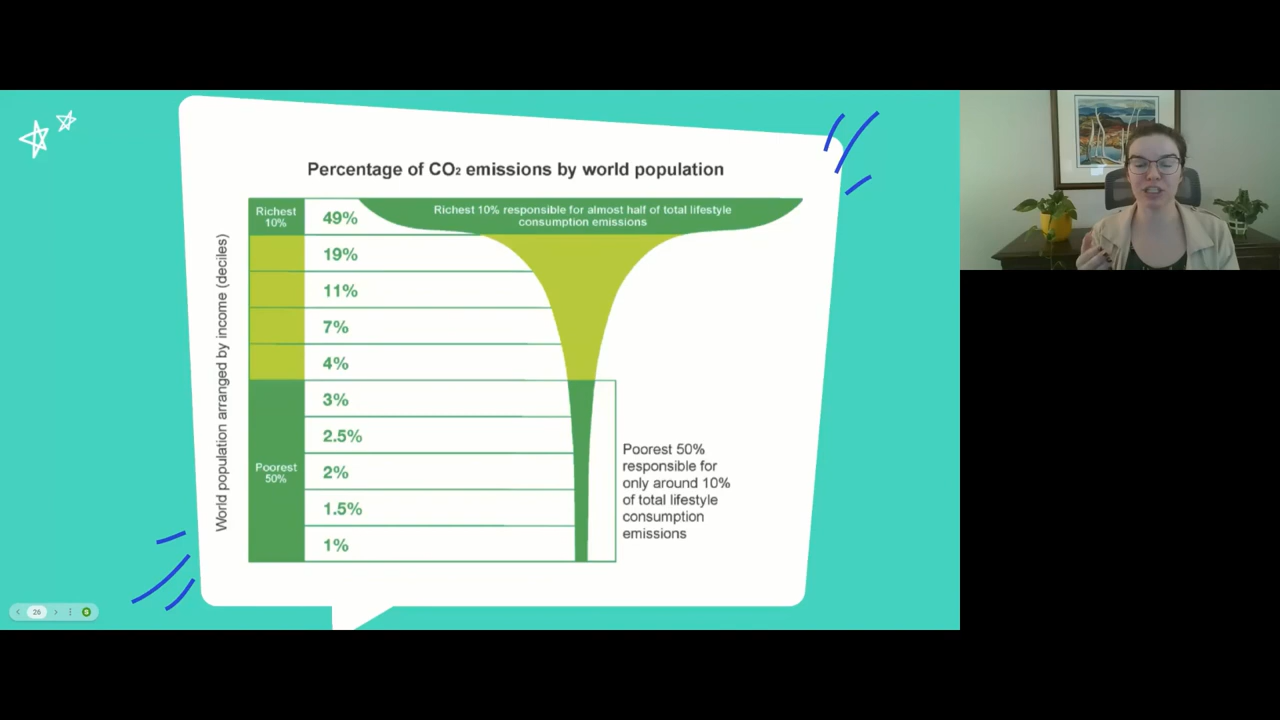 Percentage of CO₂ emissions by world population
World population arranged by income (deciles)
Richest
10%
49%
Richest 10% responsible for almost half of total lifestyle
consumption emissions
19%
11%
7%
4%
3%
2.5%
Poorest
50%
2%
1.5%
1%
Poorest 50%
responsible for
only around 10%
of total lifestyle
consumption
emissions
26